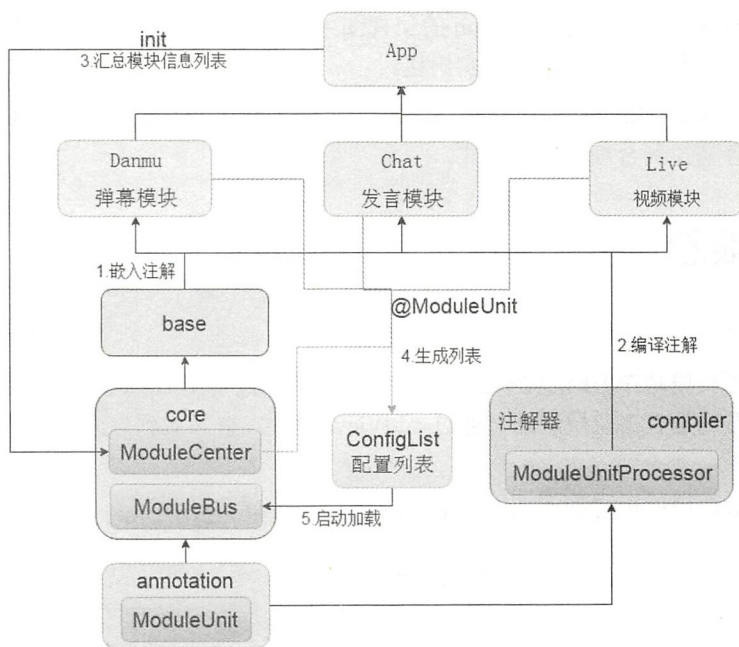 init
3.汇总模块信息列表
App
Danmu
弹幕模块
Chat
发言模块
Live
视频模块
1.嵌入注解
@ModuleUnit
base
4.生成列表
2.编译注解
core
ModuleCenter
ConfigList
配置列表
注解器
compiler
ModuleUnitProcessor
ModuleBus
5.启动加载
annotation
ModuleUnit